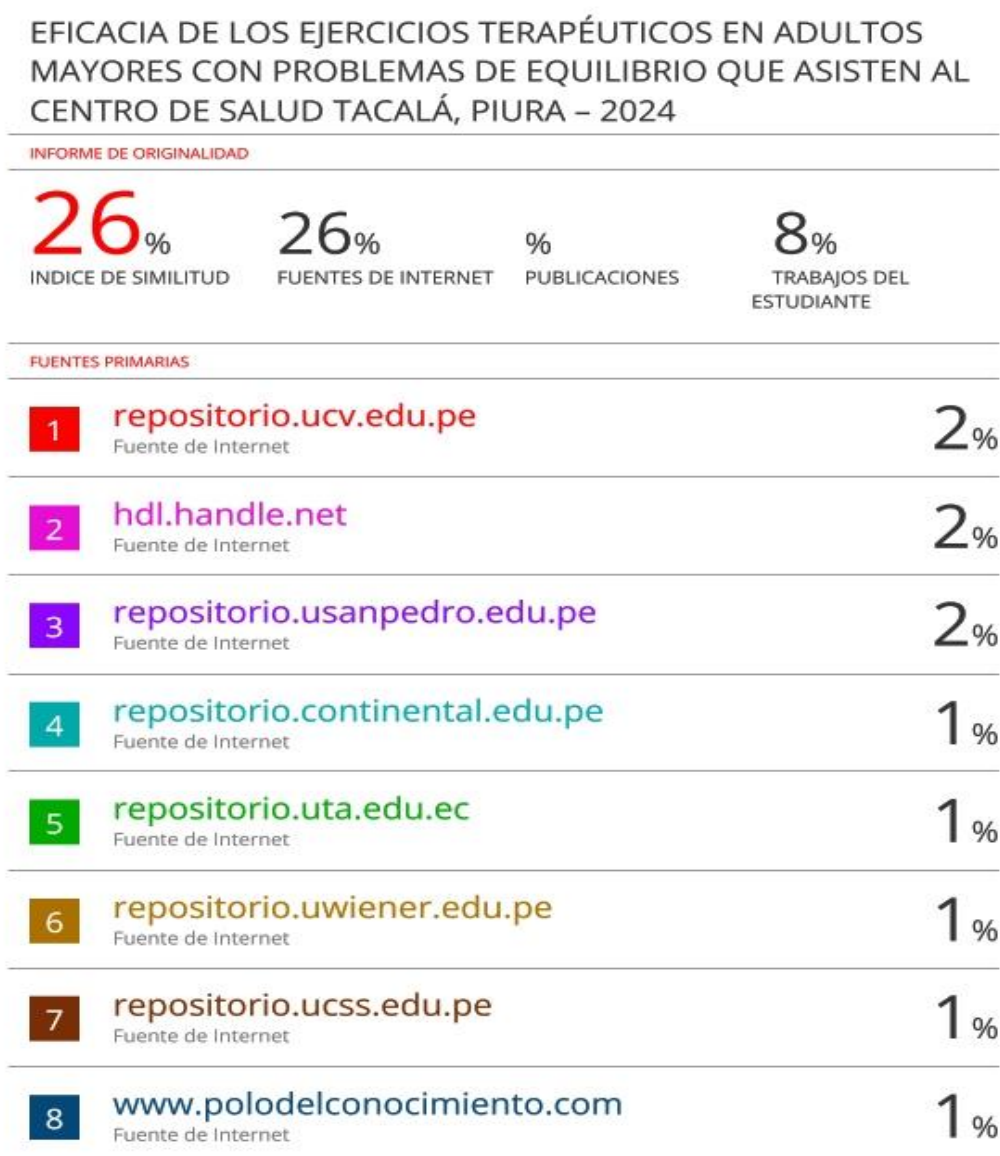 EFICACIA DE LOS EJERCICIOS TERAPÉUTICOS EN ADULTOS
MAYORES CON PROBLEMAS DE EQUILIBRIO QUE ASISTEN AL
CENTRO DE SALUD TACALÁ, PIURA – 2024
INFORME DE ORIGINALIDAD
26% 26% % 8%
INDICE DE SIMILITUD FUENTES DE INTERNET PUBLICACIONES TRABAJOS DEL
ESTUDIANTE
FUENTES PRIMARIAS
1 repositorio.ucv.edu.pe 2%
Fuente de Internet
2 hdl.handle.net 2%
Fuente de Internet
3 repositorio.usanpedro.edu.pe 2%
Fuente de Internet
4 repositorio.continental.edu.pe 1%
Fuente de Internet
5 repositorio.uta.edu.ec 1%
Fuente de Internet
6 repositorio.uwiener.edu.pe 1%
Fuente de Internet
7 repositorio.ucss.edu.pe 1%
Fuente de Internet
8 www.polodelconocimiento.com 1%
Fuente de Internet